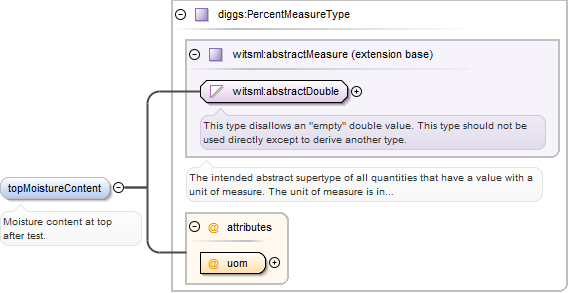 diggs:PercentMeasureType
witsml:abstractMeasure (extension base)
witsml:abstractDouble
This type disallows an "empty" double value. This type should not be
used directly except to derive another type.
The intended abstract supertype of all quantities that have a value with a
unit of measure. The unit of measure is in...
topMoistureContent
Moisture content at top
after test.
@ attributes
@ uom